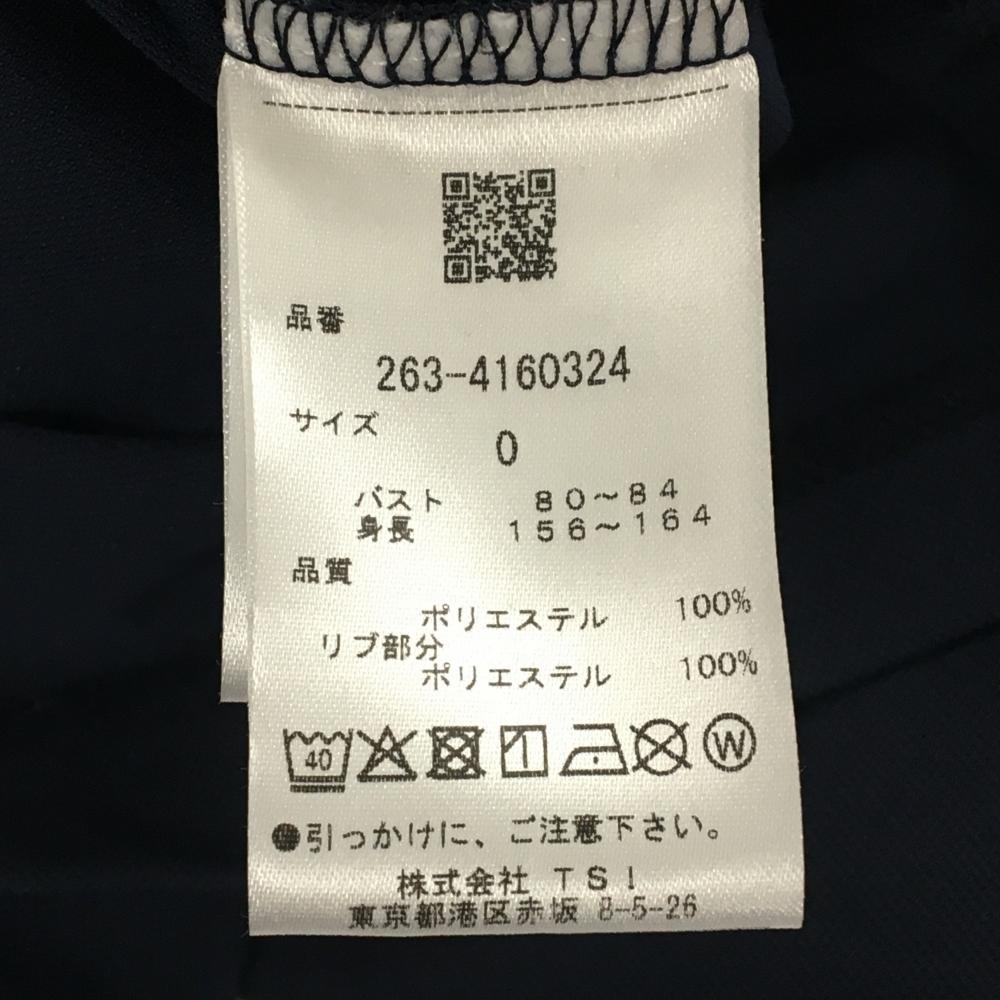 品番
263-4160324
サイズ
0
バスト 80~84
身長 156~164
品質
ポリエステル 100%
リブ部分
ポリエステル 100%
40 W
●引っかけに、ご注意下さい。
株式会社 TSI
東京都港区赤坂 8-5-26